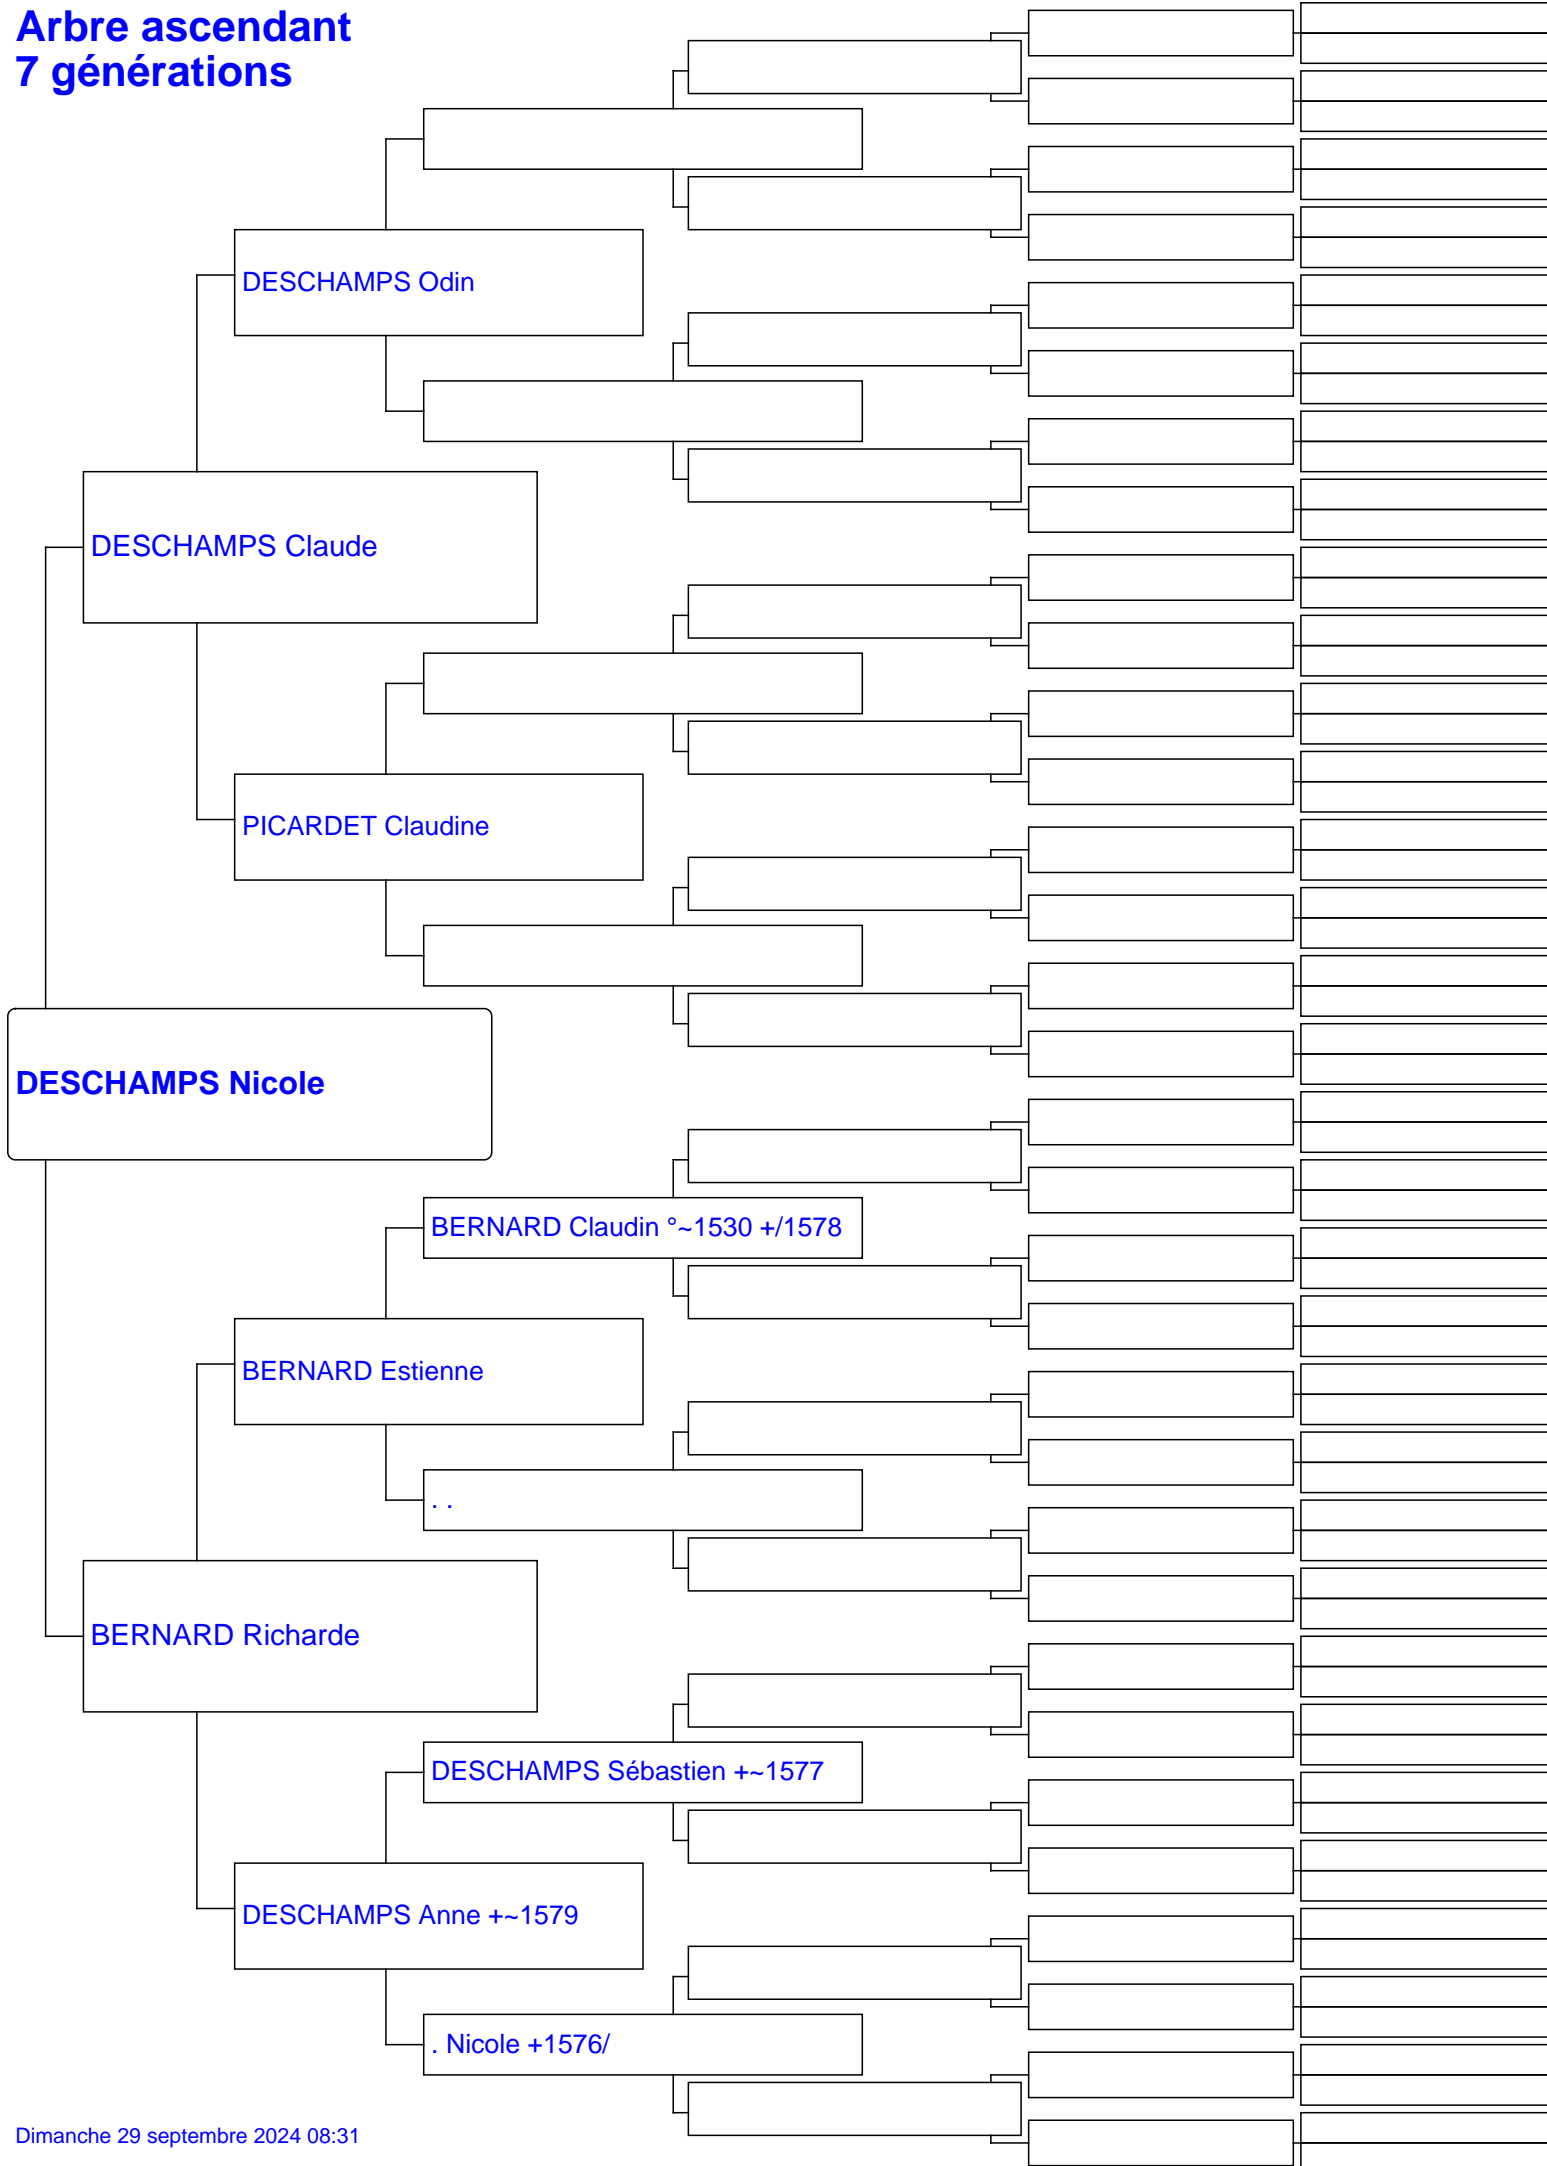 Arbre ascendant
7 générations
DESCHAMPS Odin
DESCHAMPS Claude
PICARDET Claudine
DESCHAMPS Nicole
BERNARD Claudin °~1530 +/1578
BERNARD Estienne
. .
BERNARD Richarde
DESCHAMPS Sébastien +~1577
DESCHAMPS Anne +~1579
. Nicole +1576/
Dimanche 29 septembre 2024 08:31